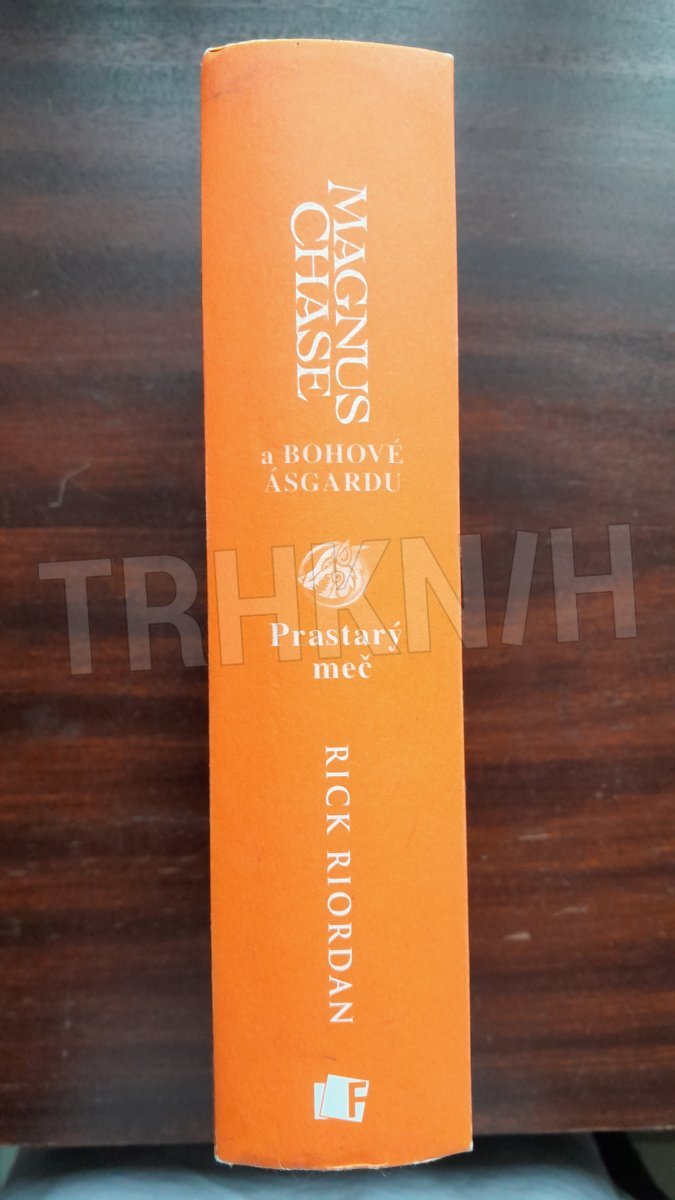 MAGNUS
CHASE
a BOHOVÉ
ÁSGARDU
Prastarý
meč
RICK RIORDAN
F
TRHKNIH